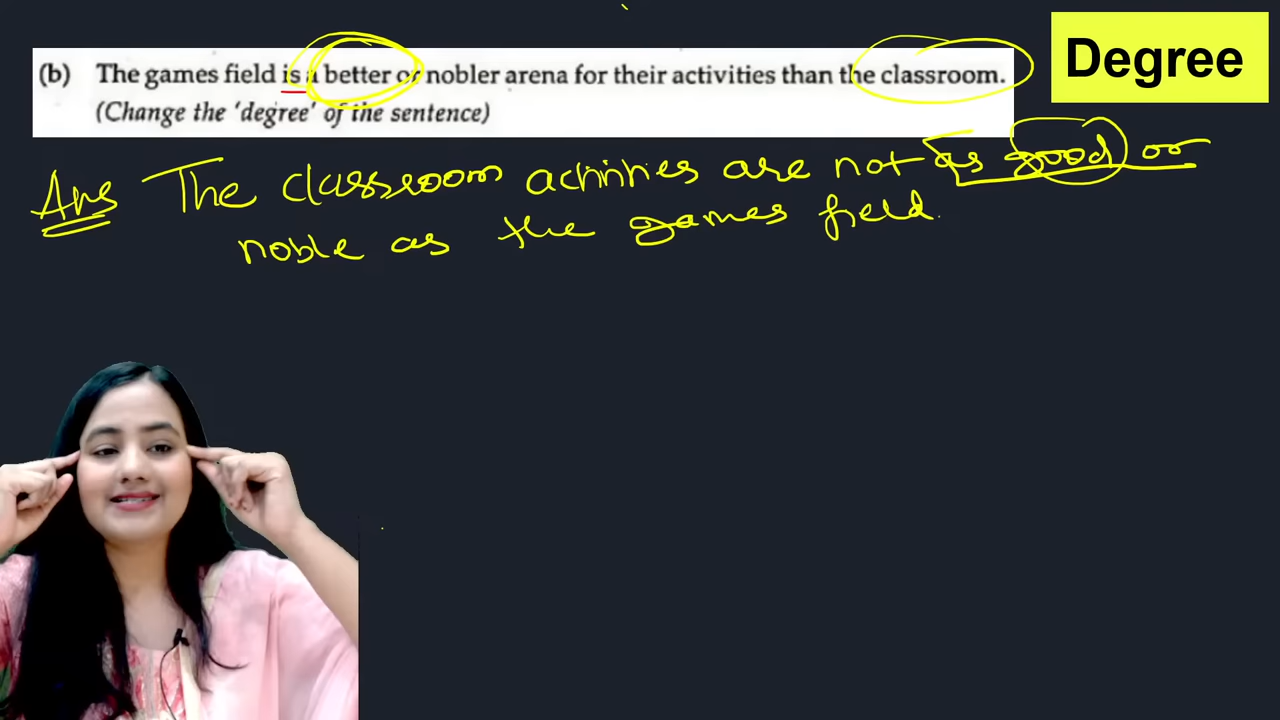 Degree
(b) The games field is a better or nobler arena for their activities than the classroom.
(Change the 'degree' of the sentence)
Ans The classroom activities are not as good or
noble as the games field.